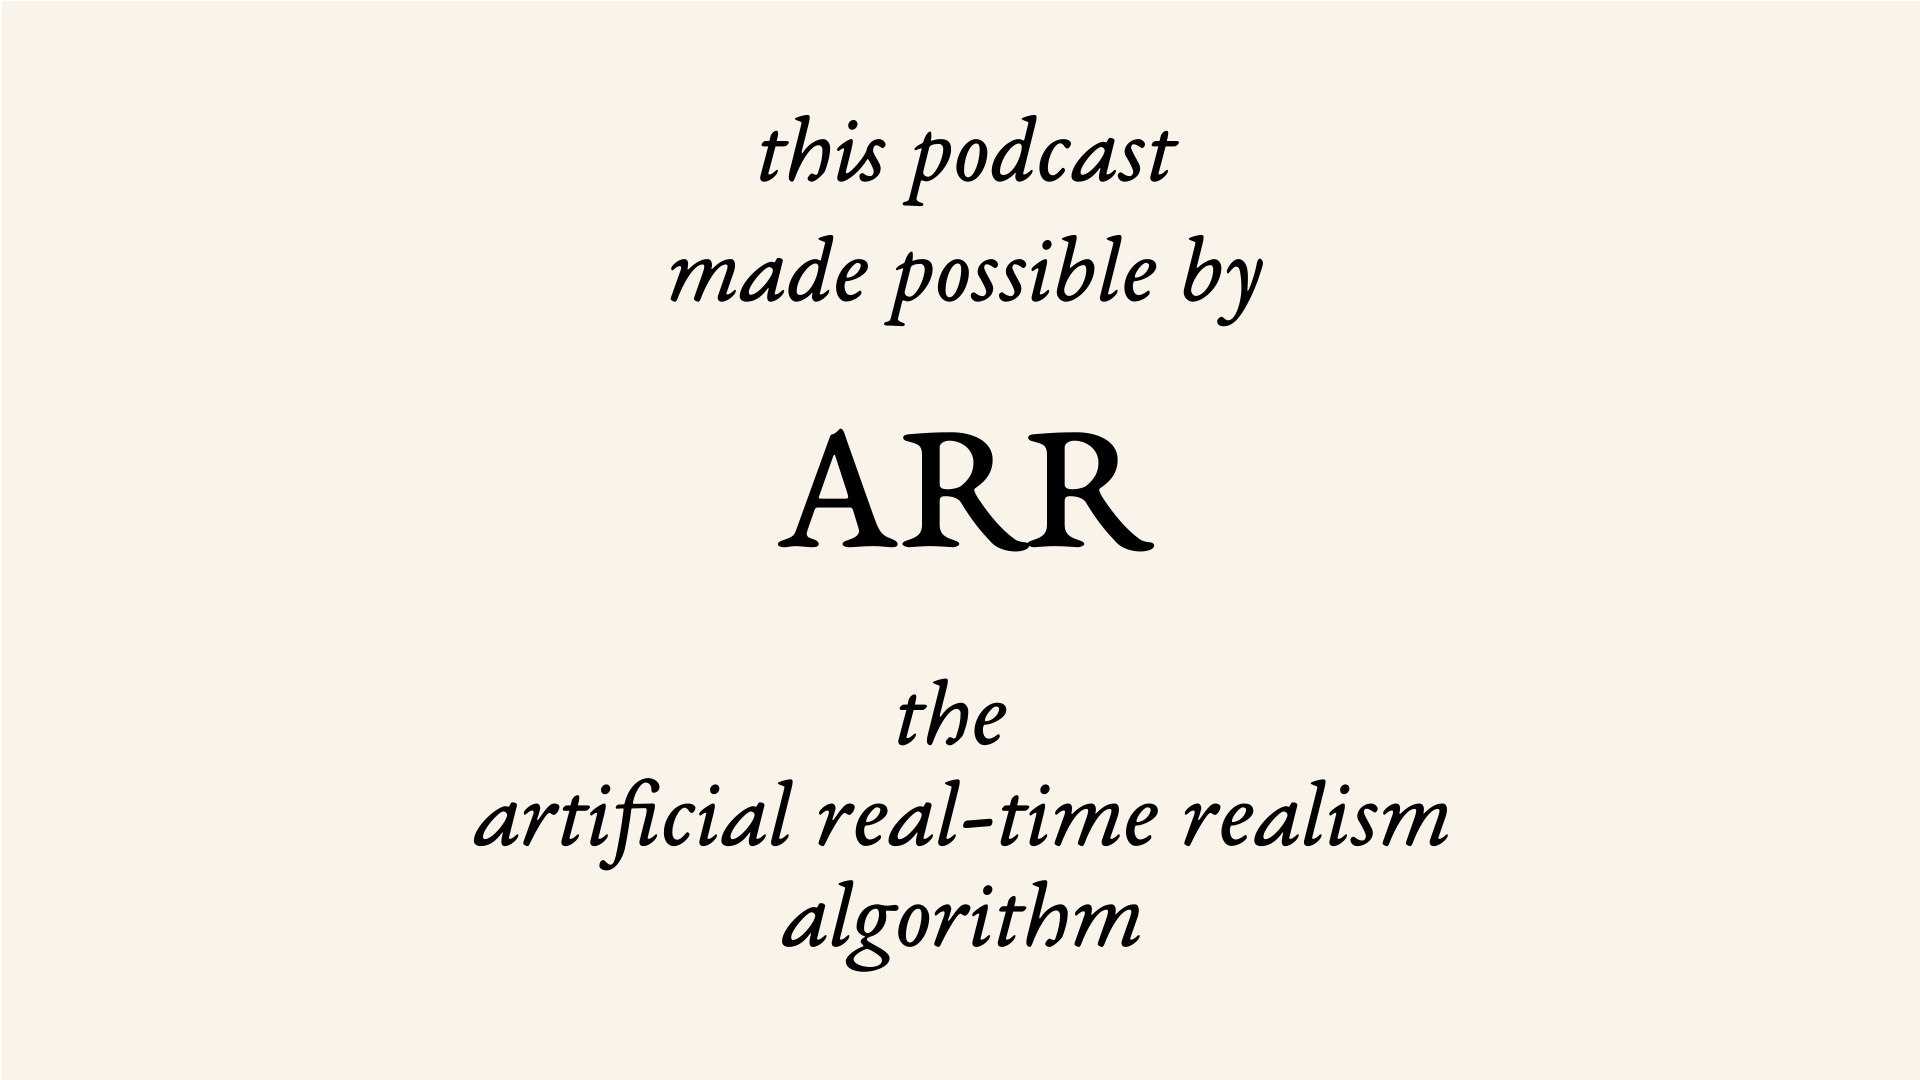 this podcast
made possible by
ARR
the
artificial real-time realism
algorithm